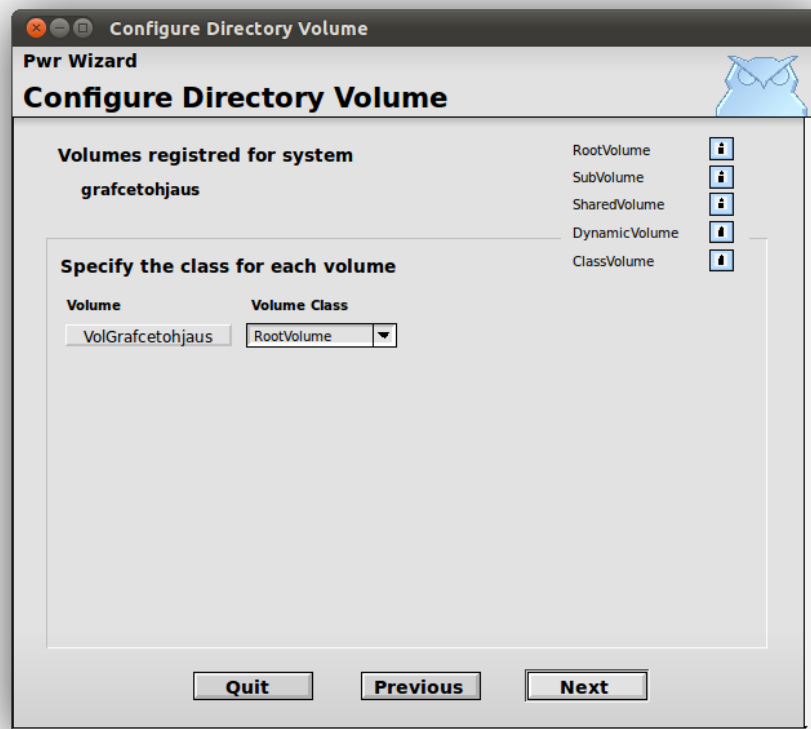 Configure Directory Volume
Pwr Wizard
Configure Directory Volume
Volumes registred for system
grafcetohjaus
RootVolume
SubVolume
SharedVolume
DynamicVolume
ClassVolume
Specify the class for each volume
Volume Volume Class
VolGrafcetohjaus RootVolume
Quit Previous Next